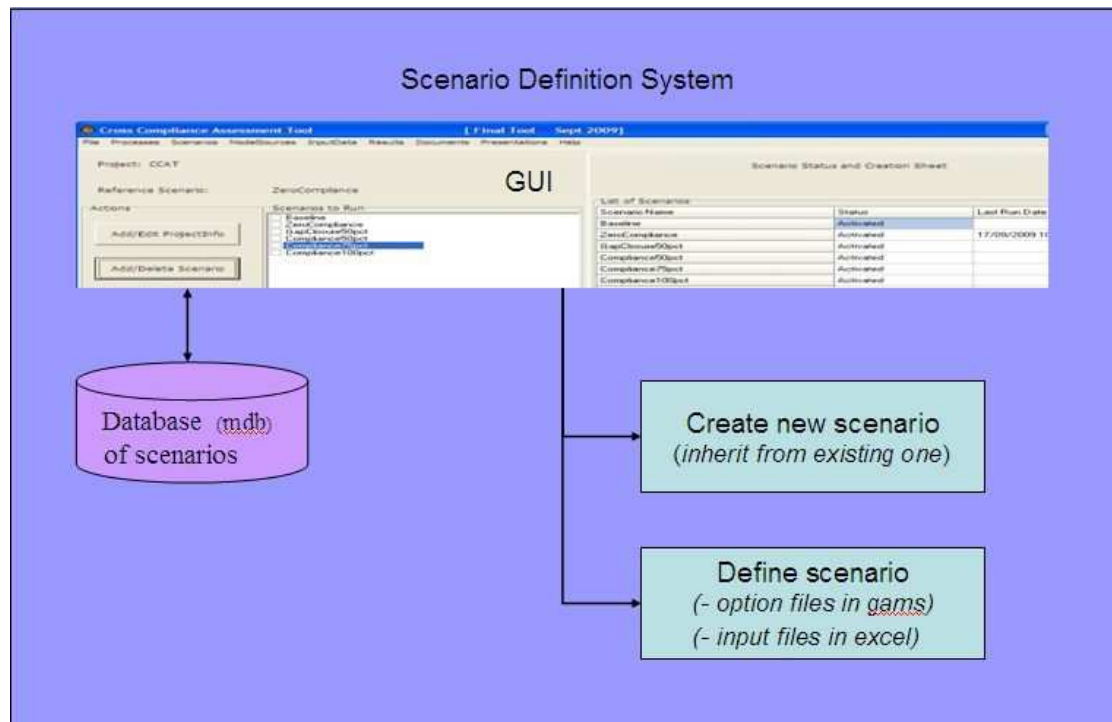 Scenario Definition System
Cross Compliance Assessment Tool [ Final Tool Sept 2009]
File Processes Scenarios ModelSources InputData Results Documents Presentations Help
Project: CCAT
Scenario Status and Creation Sheet
GUI
Reference Scenario: ZeroCompliance
Actions
Scenarios to Run
List of Scenarios
Add/Edit ProjectInfo
Add/Delete Scenario
Baseline
ZeroCompliance
GapClosure50pct
Compliance50pct
Compliance75pct
Compliance100pct
Scenario Name Status Last Run Date
Baseline Activated
ZeroCompliance Activated 17/09/2009
GapClosure50pct Activated
Compliance50pct Activated
Compliance75pct Activated
Compliance100pct Activated
Database (mdb)
of scenarios
Create new scenario
(inherit from existing one)
Define scenario
(- option files in gams)
(- input files in excel)